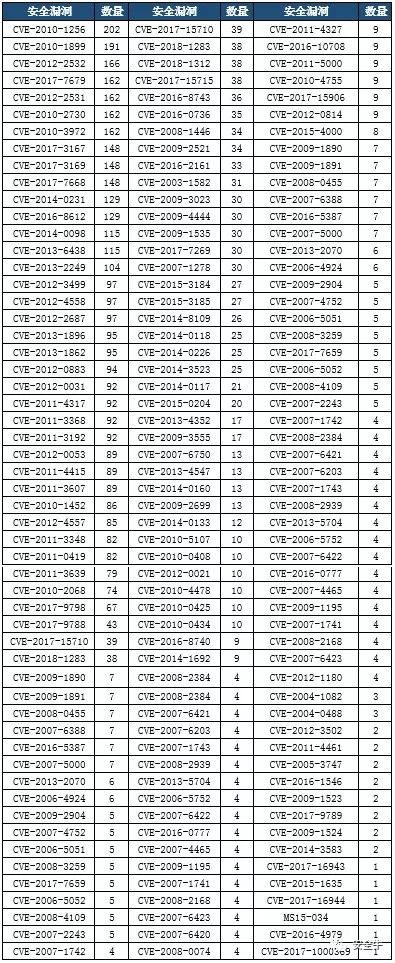 安全漏洞 数量 安全漏洞 数量 安全漏洞 数量
CVE-2010-1256 202 CVE-2017-15710 39 CVE-2011-4327 9
CVE-2010-1899 191 CVE-2018-1283 38 CVE-2016-10708 9
CVE-2012-2532 166 CVE-2018-1312 38 CVE-2011-5000 9
CVE-2017-7679 162 CVE-2017-15715 38 CVE-2010-4755 9
CVE-2012-2531 162 CVE-2016-8743 36 CVE-2017-15906 9
CVE-2010-2730 162 CVE-2016-0736 35 CVE-2012-0814 9
CVE-2010-3972 162 CVE-2008-1446 34 CVE-2015-4000 8
CVE-2017-3167 148 CVE-2009-2521 34 CVE-2009-1890 7
CVE-2017-3169 148 CVE-2016-2161 33 CVE-2009-1891 7
CVE-2017-7668 148 CVE-2003-1582 31 CVE-2008-0455 7
CVE-2014-0231 129 CVE-2009-3023 30 CVE-2007-6388 7
CVE-2016-8612 129 CVE-2009-4444 30 CVE-2016-5387 7
CVE-2014-0098 115 CVE-2009-1535 30 CVE-2007-5000 7
CVE-2013-6438 115 CVE-2017-7269 30 CVE-2013-2070 6
CVE-2013-2249 104 CVE-2007-1278 30 CVE-2006-4924 6
CVE-2012-3499 97 CVE-2015-3184 27 CVE-2009-2904 5
CVE-2012-4558 97 CVE-2015-3185 27 CVE-2007-4752 5
CVE-2012-2687 97 CVE-2014-8109 26 CVE-2006-5051 5
CVE-2013-1896 95 CVE-2014-0118 25 CVE-2008-3259 5
CVE-2013-1862 95 CVE-2014-0226 25 CVE-2017-7659 5
CVE-2012-0883 94 CVE-2014-3523 25 CVE-2006-5052 5
CVE-2012-0031 92 CVE-2014-0117 21 CVE-2008-4109 5
CVE-2011-4317 92 CVE-2015-0204 20 CVE-2007-2243 5
CVE-2011-3368 92 CVE-2013-4352 17 CVE-2007-1742 4
CVE-2011-3192 92 CVE-2009-3555 17 CVE-2008-2384 4
CVE-2012-0053 89 CVE-2007-6750 13 CVE-2007-6421 4
CVE-2011-4415 89 CVE-2013-4547 13 CVE-2007-6203 4
CVE-2011-3607 89 CVE-2014-0160 13 CVE-2007-1743 4
CVE-2010-1452 86 CVE-2009-2699 13 CVE-2008-2939 4
CVE-2012-4557 85 CVE-2014-0133 12 CVE-2013-5704 4
CVE-2011-3348 82 CVE-2010-5107 10 CVE-2006-5752 4
CVE-2011-0419 82 CVE-2010-0408 10 CVE-2007-6422 4
CVE-2011-3639 79 CVE-2012-0021 10 CVE-2016-0777 4
CVE-2010-2068 74 CVE-2010-4478 10 CVE-2007-4465 4
CVE-2017-9798 67 CVE-2010-0425 10 CVE-2009-1195 4
CVE-2017-9788 43 CVE-2010-0434 10 CVE-2007-1741 4
CVE-2017-15710 39 CVE-2016-8740 9 CVE-2008-2168 4
CVE-2018-1283 38 CVE-2014-1692 9 CVE-2007-6423 4
CVE-2009-1890 7 CVE-2008-2384 4 CVE-2012-1180 4
CVE-2009-1891 7 CVE-2008-2384 4 CVE-2004-1082 3
CVE-2008-0455 7 CVE-2007-6421 4 CVE-2004-0488 3
CVE-2007-6388 7 CVE-2007-6203 4 CVE-2012-3502 2
CVE-2016-5387 7 CVE-2007-1743 4 CVE-2011-4461 2
CVE-2007-5000 7 CVE-2008-2939 4 CVE-2005-3747 2
CVE-2013-2070 6 CVE-2013-5704 4 CVE-2016-1546 2
CVE-2006-4924 6 CVE-2006-5752 4 CVE-2009-1523 2
CVE-2009-2904 5 CVE-2007-6422 4 CVE-2017-9789 2
CVE-2007-4752 5 CVE-2016-0777 4 CVE-2009-1524 2
CVE-2006-5051 5 CVE-2007-4465 4 CVE-2014-3583 2
CVE-2008-3259 5 CVE-2009-1195 4 CVE-2017-16943 1
CVE-2017-7659 5 CVE-2007-1741 4 CVE-2015-1635 1
CVE-2006-5052 5 CVE-2008-2168 4 CVE-2017-16944 1
CVE-2008-4109 5 CVE-2007-6423 4 MS15-034 1
CVE-2007-2243 5 CVE-2007-6420 4 CVE-2016-4979 1
CVE-2007-1742 4 CVE-2008-0074 4 CVE-2017-1000369 1
安全牛